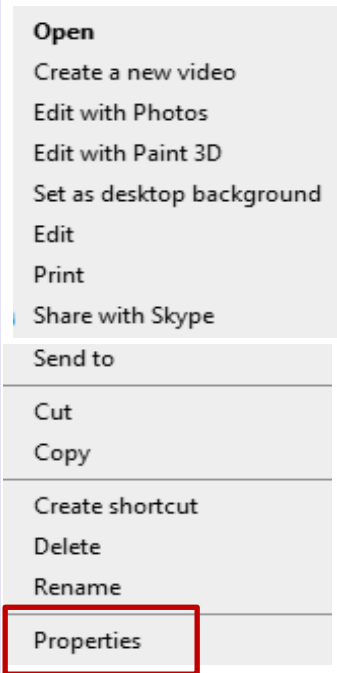 Open
Create a new video
Edit with Photos
Edit with Paint 3D
Set as desktop background
Edit
Print
Share with Skype
Send to
Cut
Copy
Create shortcut
Delete
Rename
Properties